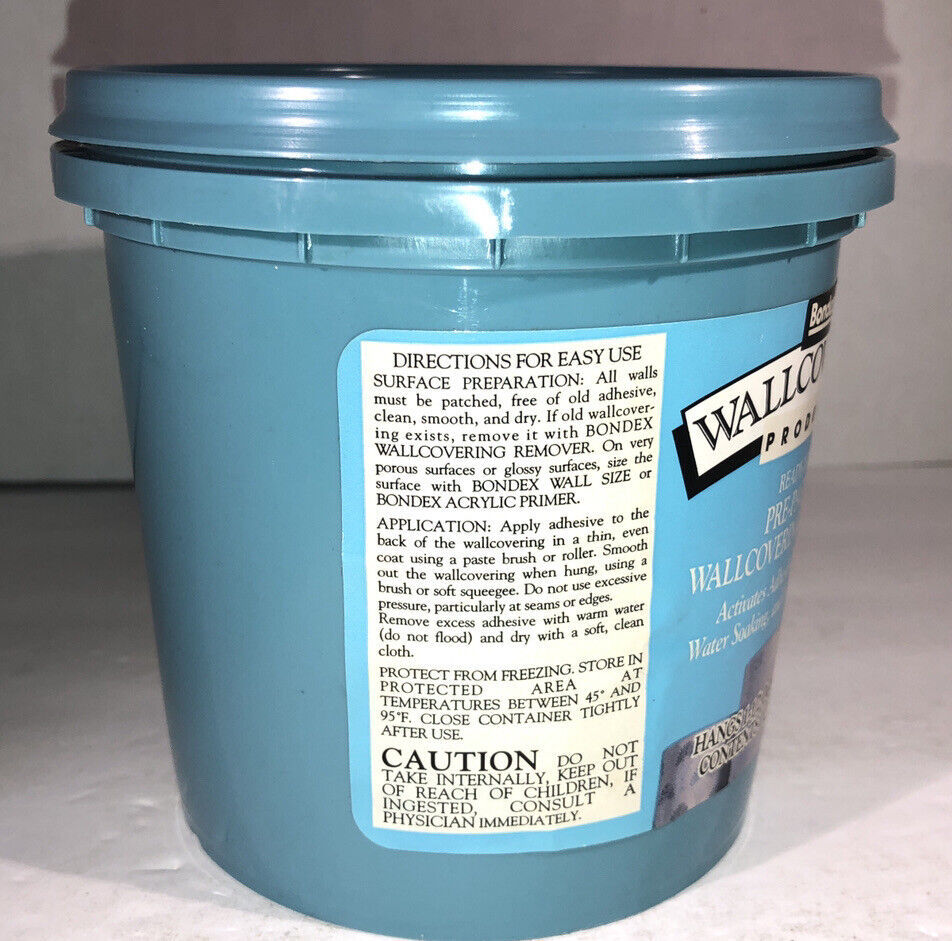 DIRECTIONS FOR EASY USE
SURFACE PREPARATION: All walls
must be patched, free of old adhesive,
clean, smooth, and dry. If old wallcover-
ing exists, remove it with BONDEX
WALLCOVERING REMOVER. On very
porous surfaces or glossy surfaces, size the
surface with BONDEX WALL SIZE or
BONDEX ACRYLIC PRIMER.
APPLICATION: Apply adhesive to the
back of the wallcovering in a thin, even
coat using a paste brush or roller. Smooth
out the wallcovering when hung, using a
brush or soft squeegee. Do not use excessive
pressure, particularly at seams or edges.
Remove excess adhesive with warm water
(do not flood) and dry with a soft, clean
cloth.
PROTECT FROM FREEZING. STORE IN
PROTECTED AREA AT
TEMPERATURES BETWEEN 45° AND
95°F. CLOSE CONTAINER TIGHTLY
AFTER USE.
CAUTION DO NOT
TAKE INTERNALLY, KEEP OUT
OF REACH OF CHILDREN, IF
INGESTED, CONSULT A
PHYSICIAN IMMEDIATELY.
WALLCO
PROD
WALLCOVE
Activates
Water Soaking